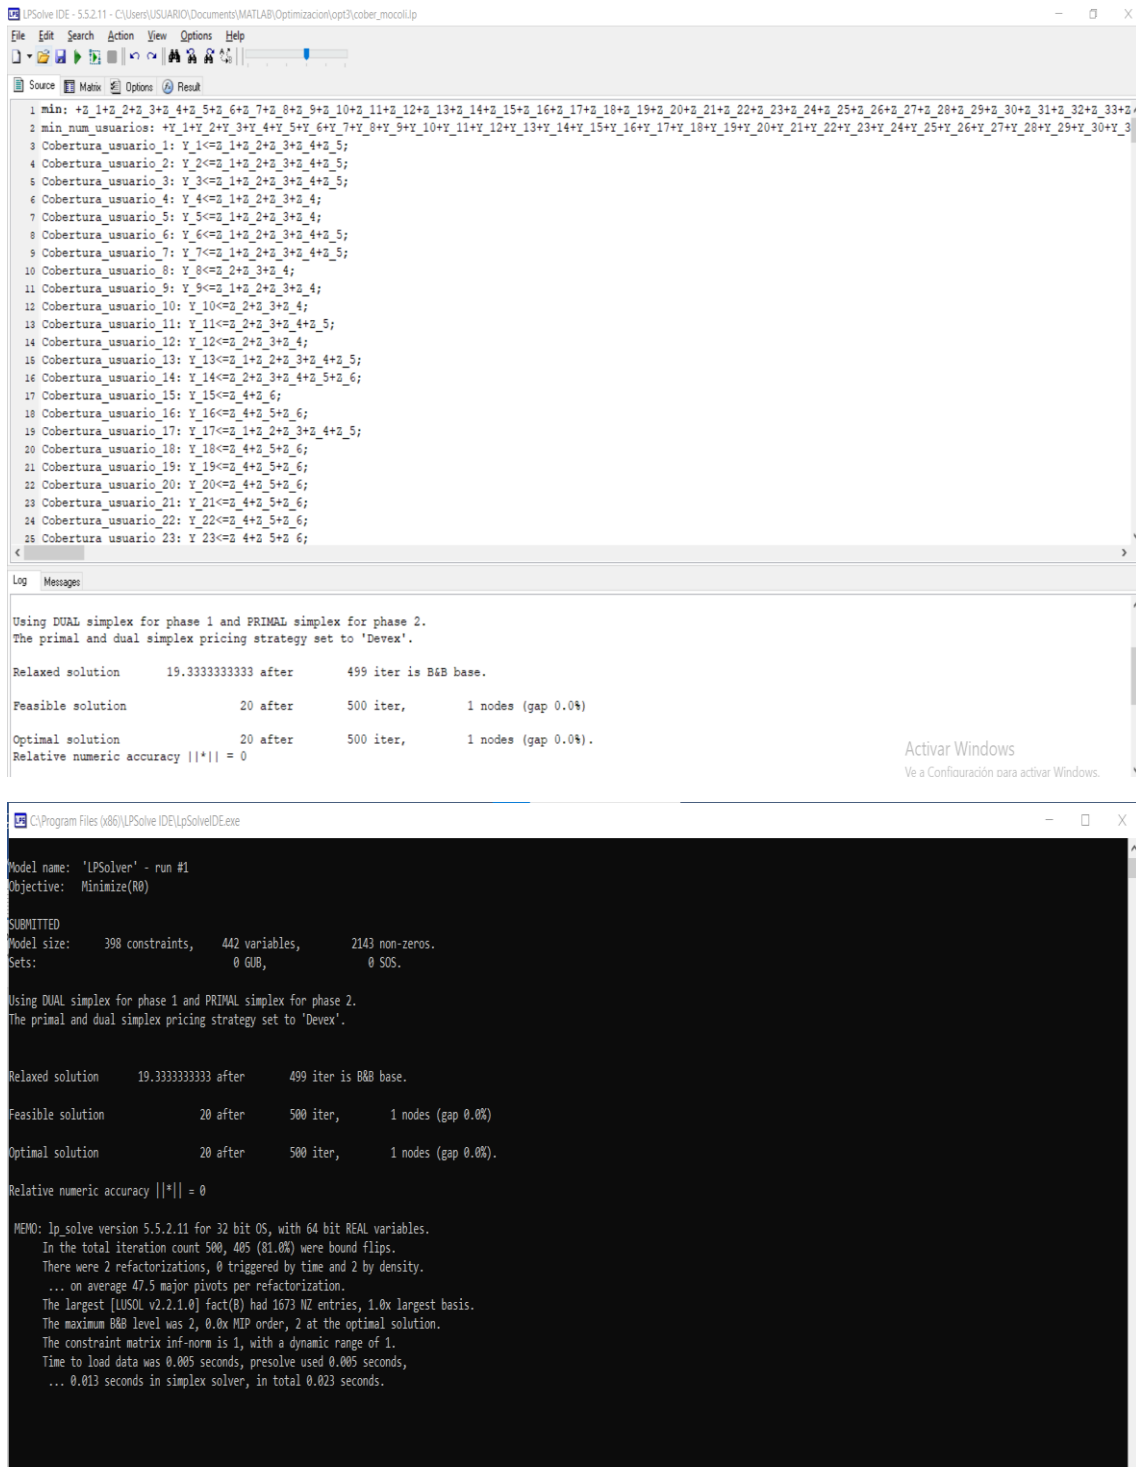 LPSolve IDE - 5.5.2.11 - C:\Users\USUARIO\Documents\MATLAB\Optimizacion\opt3\cober_mocoli.lp
File Edit Search Action View Options Help
Source Matrix Options Result
1 min: +Z_1+Z_2+Z_3+Z_4+Z_5+Z_6+Z_7+Z_8+Z_9+Z_10+Z_11+Z_12+Z_13+Z_14+Z_15+Z_16+Z_17+Z_18+Z_19+Z_20+Z_21+Z_22+Z_23+Z_24+Z_25+Z_26+Z_27+Z_28+Z_29+Z_30+Z_31+Z_32+Z_33+Z
2 min_num_usuarios: +Y_1+Y_2+Y_3+Y_4+Y_5+Y_6+Y_7+Y_8+Y_9+Y_10+Y_11+Y_12+Y_13+Y_14+Y_15+Y_16+Y_17+Y_18+Y_19+Y_20+Y_21+Y_22+Y_23+Y_24+Y_25+Y_26+Y_27+Y_28+Y_29+Y_30+Y_3
3 Cobertura_usuario_1: Y_1<=Z_1+Z_2+Z_3+Z_4+Z_5;
4 Cobertura_usuario_2: Y_2<=Z_1+Z_2+Z_3+Z_4+Z_5;
5 Cobertura_usuario_3: Y_3<=Z_1+Z_2+Z_3+Z_4+Z_5;
6 Cobertura_usuario_4: Y_4<=Z_1+Z_2+Z_3+Z_4;
7 Cobertura_usuario_5: Y_5<=Z_1+Z_2+Z_3+Z_4;
8 Cobertura_usuario_6: Y_6<=Z_1+Z_2+Z_3+Z_4+Z_5;
9 Cobertura_usuario_7: Y_7<=Z_1+Z_2+Z_3+Z_4+Z_5;
10 Cobertura_usuario_8: Y_8<=Z_2+Z_3+Z_4;
11 Cobertura_usuario_9: Y_9<=Z_1+Z_2+Z_3+Z_4;
12 Cobertura_usuario_10: Y_10<=Z_2+Z_3+Z_4;
13 Cobertura_usuario_11: Y_11<=Z_2+Z_3+Z_4+Z_5;
14 Cobertura_usuario_12: Y_12<=Z_2+Z_3+Z_4;
15 Cobertura_usuario_13: Y_13<=Z_1+Z_2+Z_3+Z_4+Z_5;
16 Cobertura_usuario_14: Y_14<=Z_2+Z_3+Z_4+Z_5+Z_6;
17 Cobertura_usuario_15: Y_15<=Z_4+Z_6;
18 Cobertura_usuario_16: Y_16<=Z_4+Z_5+Z_6;
19 Cobertura_usuario_17: Y_17<=Z_1+Z_2+Z_3+Z_4+Z_5;
20 Cobertura_usuario_18: Y_18<=Z_4+Z_5+Z_6;
21 Cobertura_usuario_19: Y_19<=Z_4+Z_5+Z_6;
22 Cobertura_usuario_20: Y_20<=Z_4+Z_5+Z_6;
23 Cobertura_usuario_21: Y_21<=Z_4+Z_5+Z_6;
24 Cobertura_usuario_22: Y_22<=Z_4+Z_5+Z_6;
25 Cobertura_usuario_23: Y_23<=Z_4+Z_5+Z_6;
Log Messages
Using DUAL simplex for phase 1 and PRIMAL simplex for phase 2.
The primal and dual simplex pricing strategy set to 'Devex'.
Relaxed solution 19.3333333333 after 499 iter is B&B base.
Feasible solution 20 after 500 iter, 1 nodes (gap 0.0%)
Optimal solution 20 after 500 iter, 1 nodes (gap 0.0%).
Relative numeric accuracy ||*|| = 0
Activar Windows
Ve a Configuración para activar Windows.
C:\Program Files (x86)\LPSolve IDE\LpSolveIDE.exe
Model name: 'LPSolver' - run #1
Objective: Minimize(R0)
SUBMITTED
Model size: 398 constraints, 442 variables, 2143 non-zeros.
Sets: 0 GUB, 0 SOS.
Using DUAL simplex for phase 1 and PRIMAL simplex for phase 2.
The primal and dual simplex pricing strategy set to 'Devex'.
Relaxed solution 19.3333333333 after 499 iter is B&B base.
Feasible solution 20 after 500 iter, 1 nodes (gap 0.0%)
Optimal solution 20 after 500 iter, 1 nodes (gap 0.0%).
Relative numeric accuracy ||*|| = 0
MEMO: lp_solve version 5.5.2.11 for 32 bit OS, with 64 bit REAL variables.
In the total iteration count 500, 405 (81.0%) were bound flips.
There were 2 refactorizations, 0 triggered by time and 2 by density.
... on average 47.5 major pivots per refactorization.
The largest [LUSOL v2.2.1.0] fact(B) had 1673 NZ entries, 1.0x largest basis.
The maximum B&B level was 2, 0.0x MIP order, 2 at the optimal solution.
The constraint matrix inf-norm is 1, with a dynamic range of 1.
Time to load data was 0.005 seconds, presolve used 0.005 seconds,
... 0.013 seconds in simplex solver, in total 0.023 seconds.